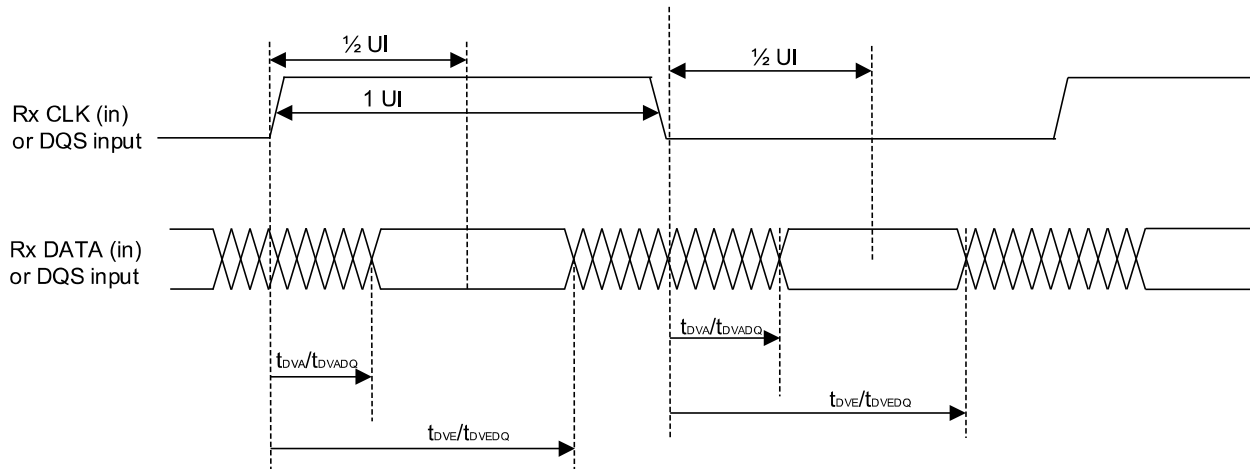 ½ UI
½ UI
1 UI
Rx CLK (in)
or DQS input
Rx DATA (in)
or DQS input
tDVA/tDVADQ
tDVA/tDVADQ
tDVE/tDVEDQ
tDVE/tDVEDQ